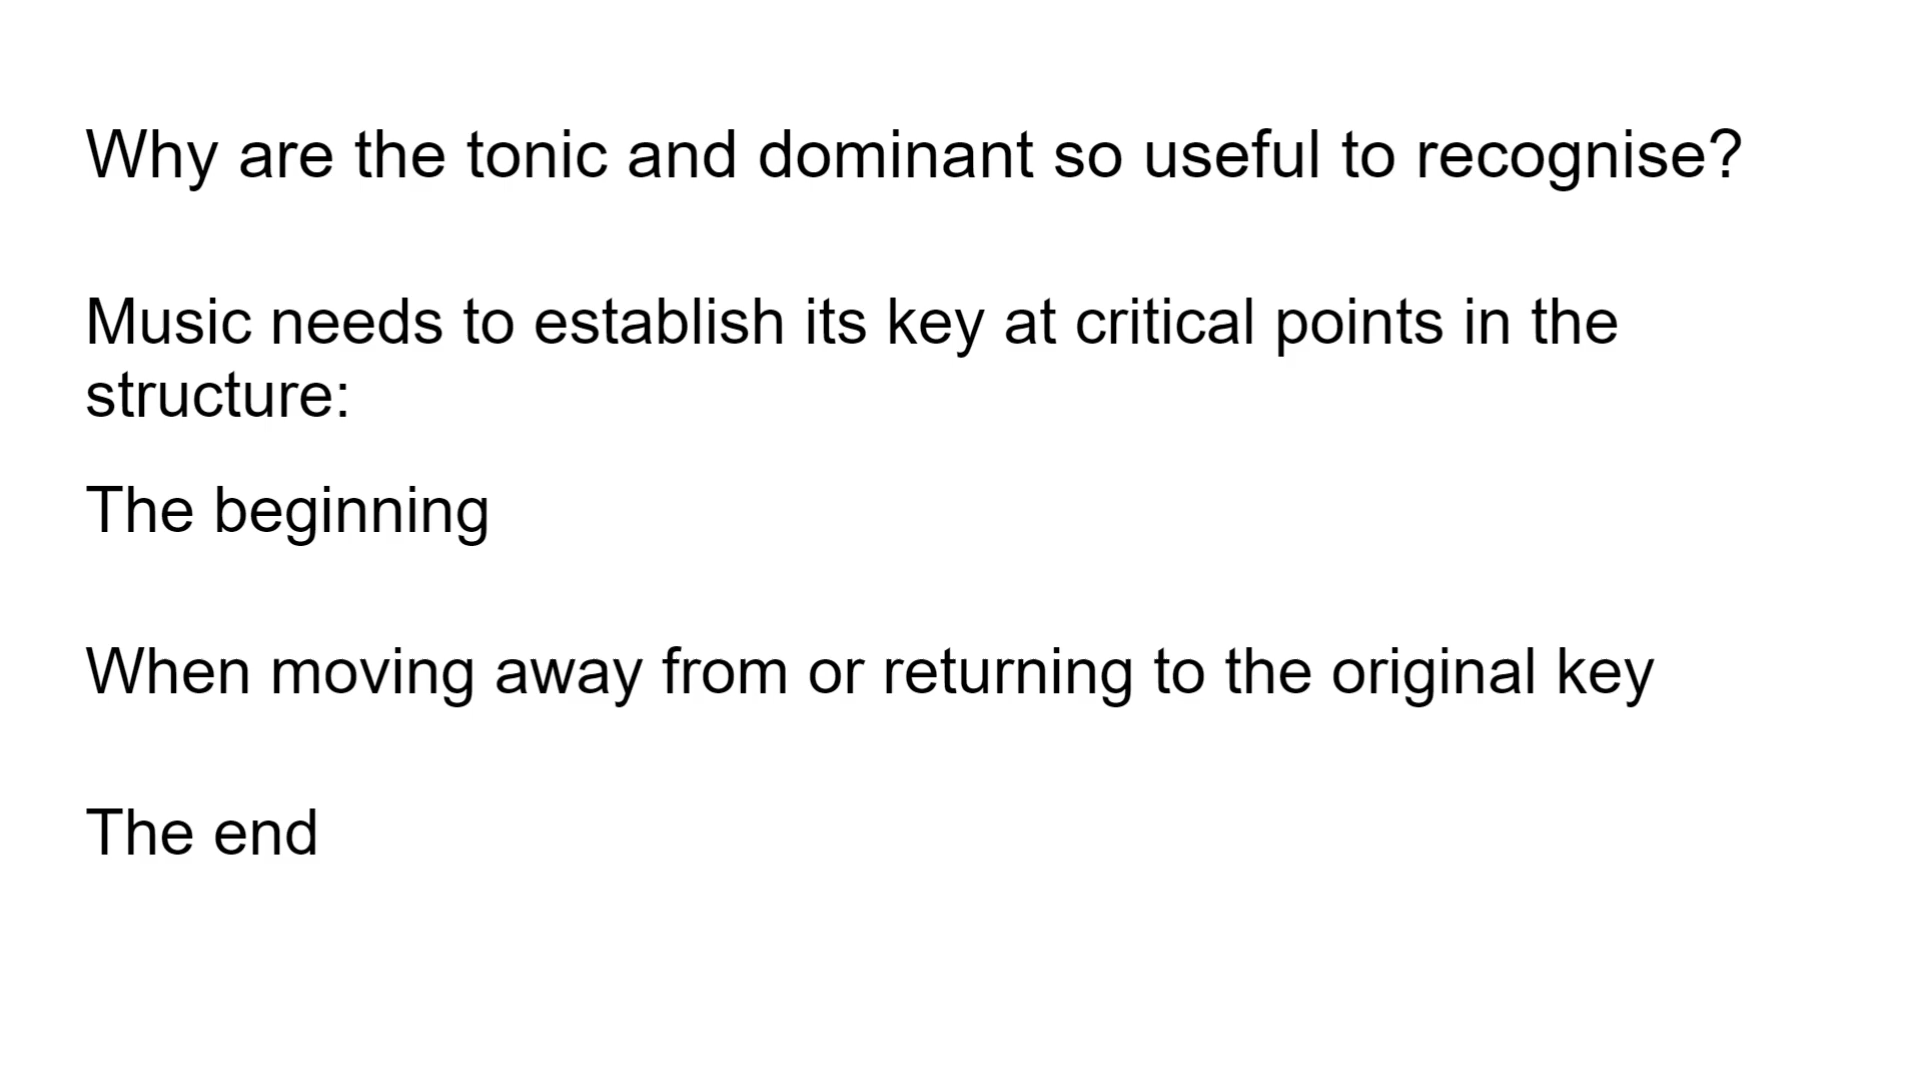 Why are the tonic and dominant so useful to recognise?
Music needs to establish its key at critical points in the
structure:
The beginning
When moving away from or returning to the original key
The end